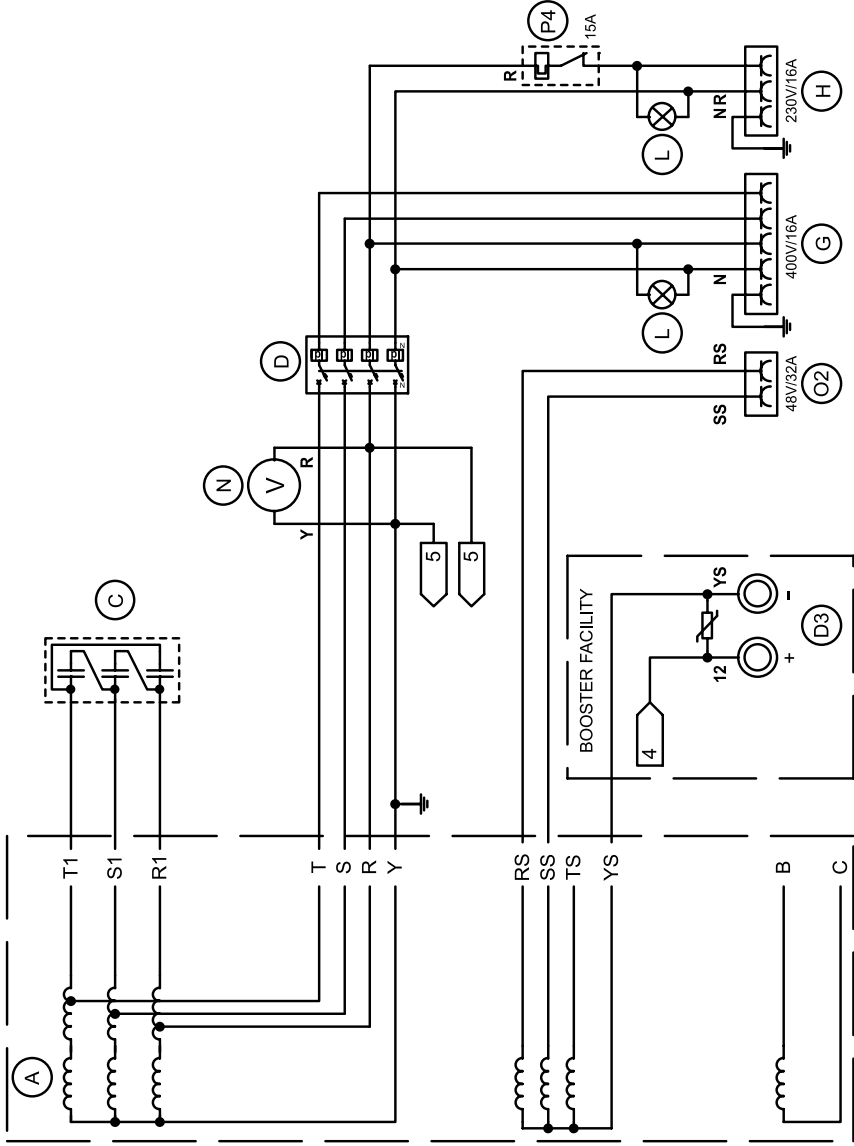 A
T1
S1
C
R1
N
V
D
Y R
T
S
R
Y
N N
5
5
R
P4
15A
RS
SS
TS
YS
BOOSTER FACILITY
4
L
L
12 YS
SS RS
N
N R
B
+ -
48V/32A
400V/16A
230V/16A
D3
O2
G
H
C